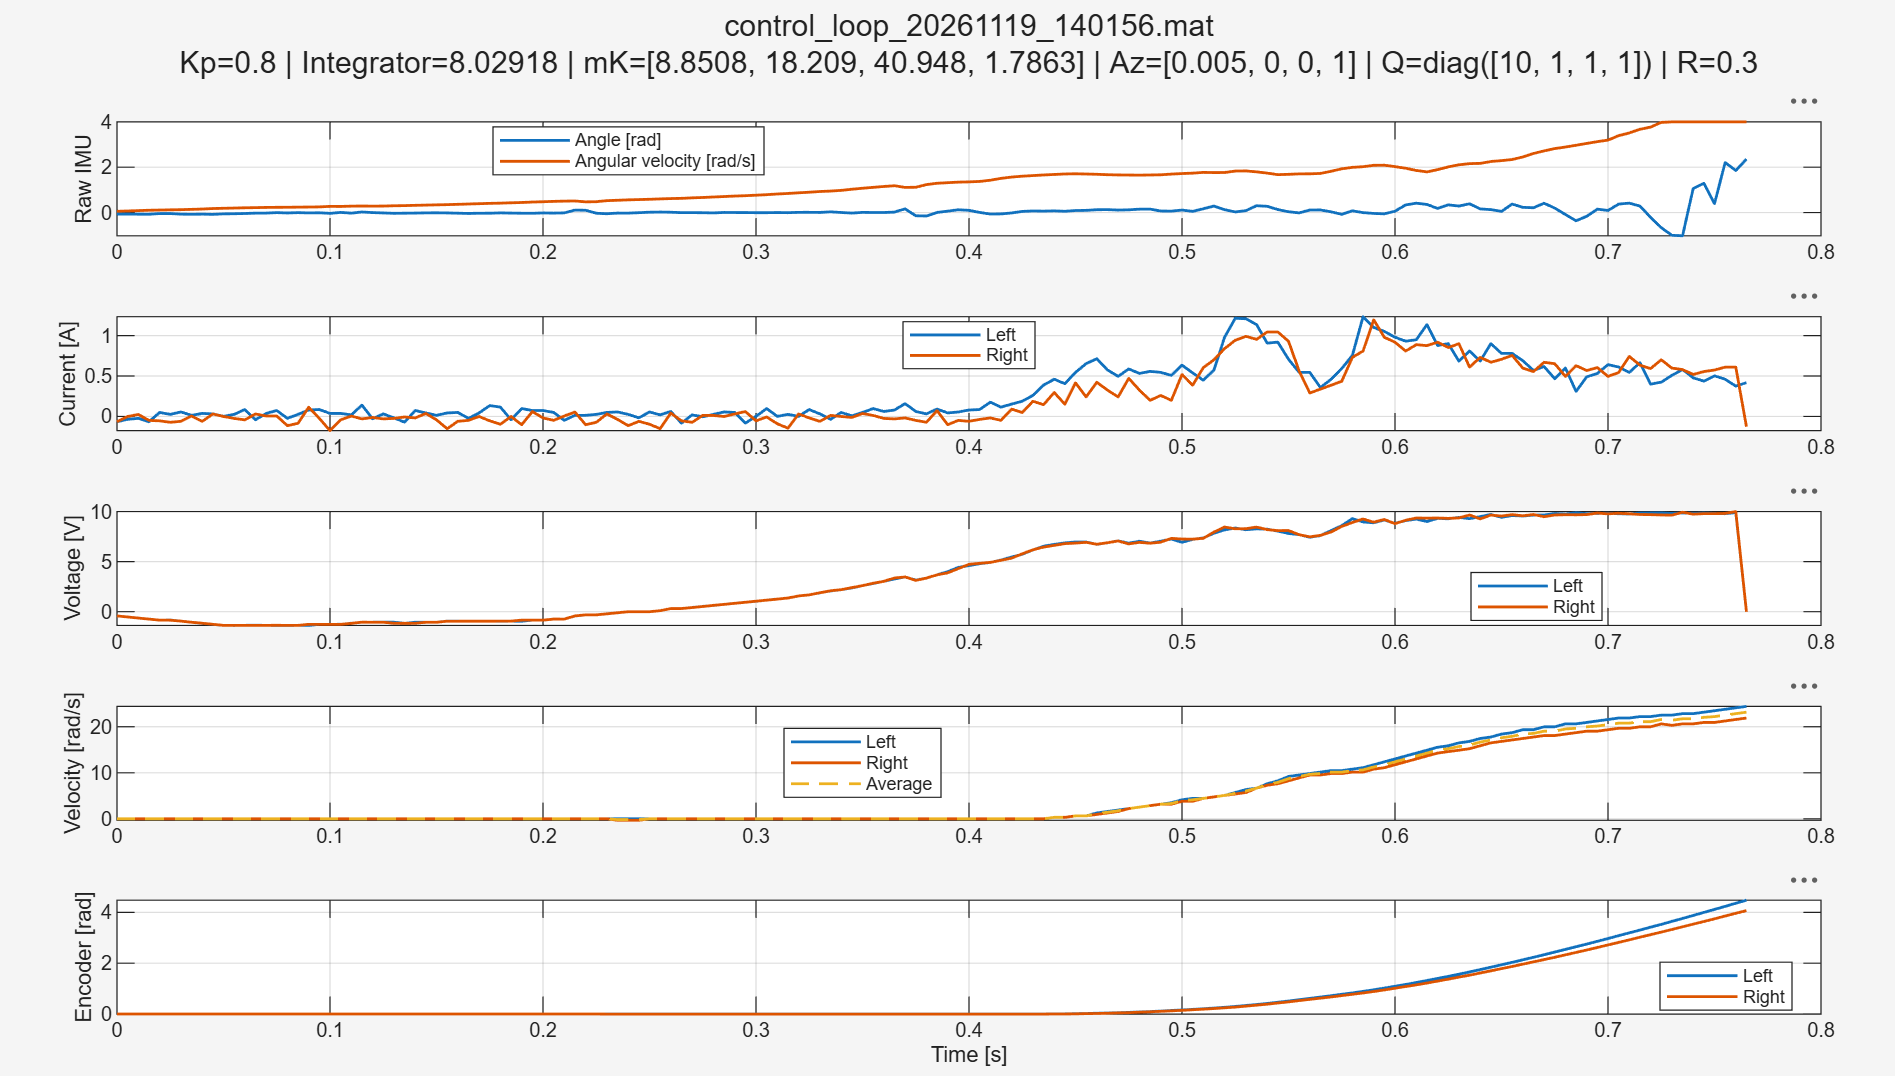 control_loop_20261119_140156.mat
Kp=0.8 | Integrator=8.02918 | mK=[8.8508, 18.209, 40.948, 1.7863] | Az=[0.005, 0, 0, 1] | Q=diag([10, 1, 1, 1]) | R=0.3
Raw IMU
4
2
0
Angle [rad]
Angular velocity [rad/s]
0 0.1 0.2 0.3 0.4 0.5 0.6 0.7 0.8
Current [A]
1
0.5
0
Left
Right
0 0.1 0.2 0.3 0.4 0.5 0.6 0.7 0.8
Voltage [V]
10
5
0
Left
Right
0 0.1 0.2 0.3 0.4 0.5 0.6 0.7 0.8
Velocity [rad/s]
20
10
0
Left
Right
Average
0 0.1 0.2 0.3 0.4 0.5 0.6 0.7 0.8
Encoder [rad]
4
2
0
Left
Right
0 0.1 0.2 0.3 0.4 0.5 0.6 0.7 0.8
Time [s]